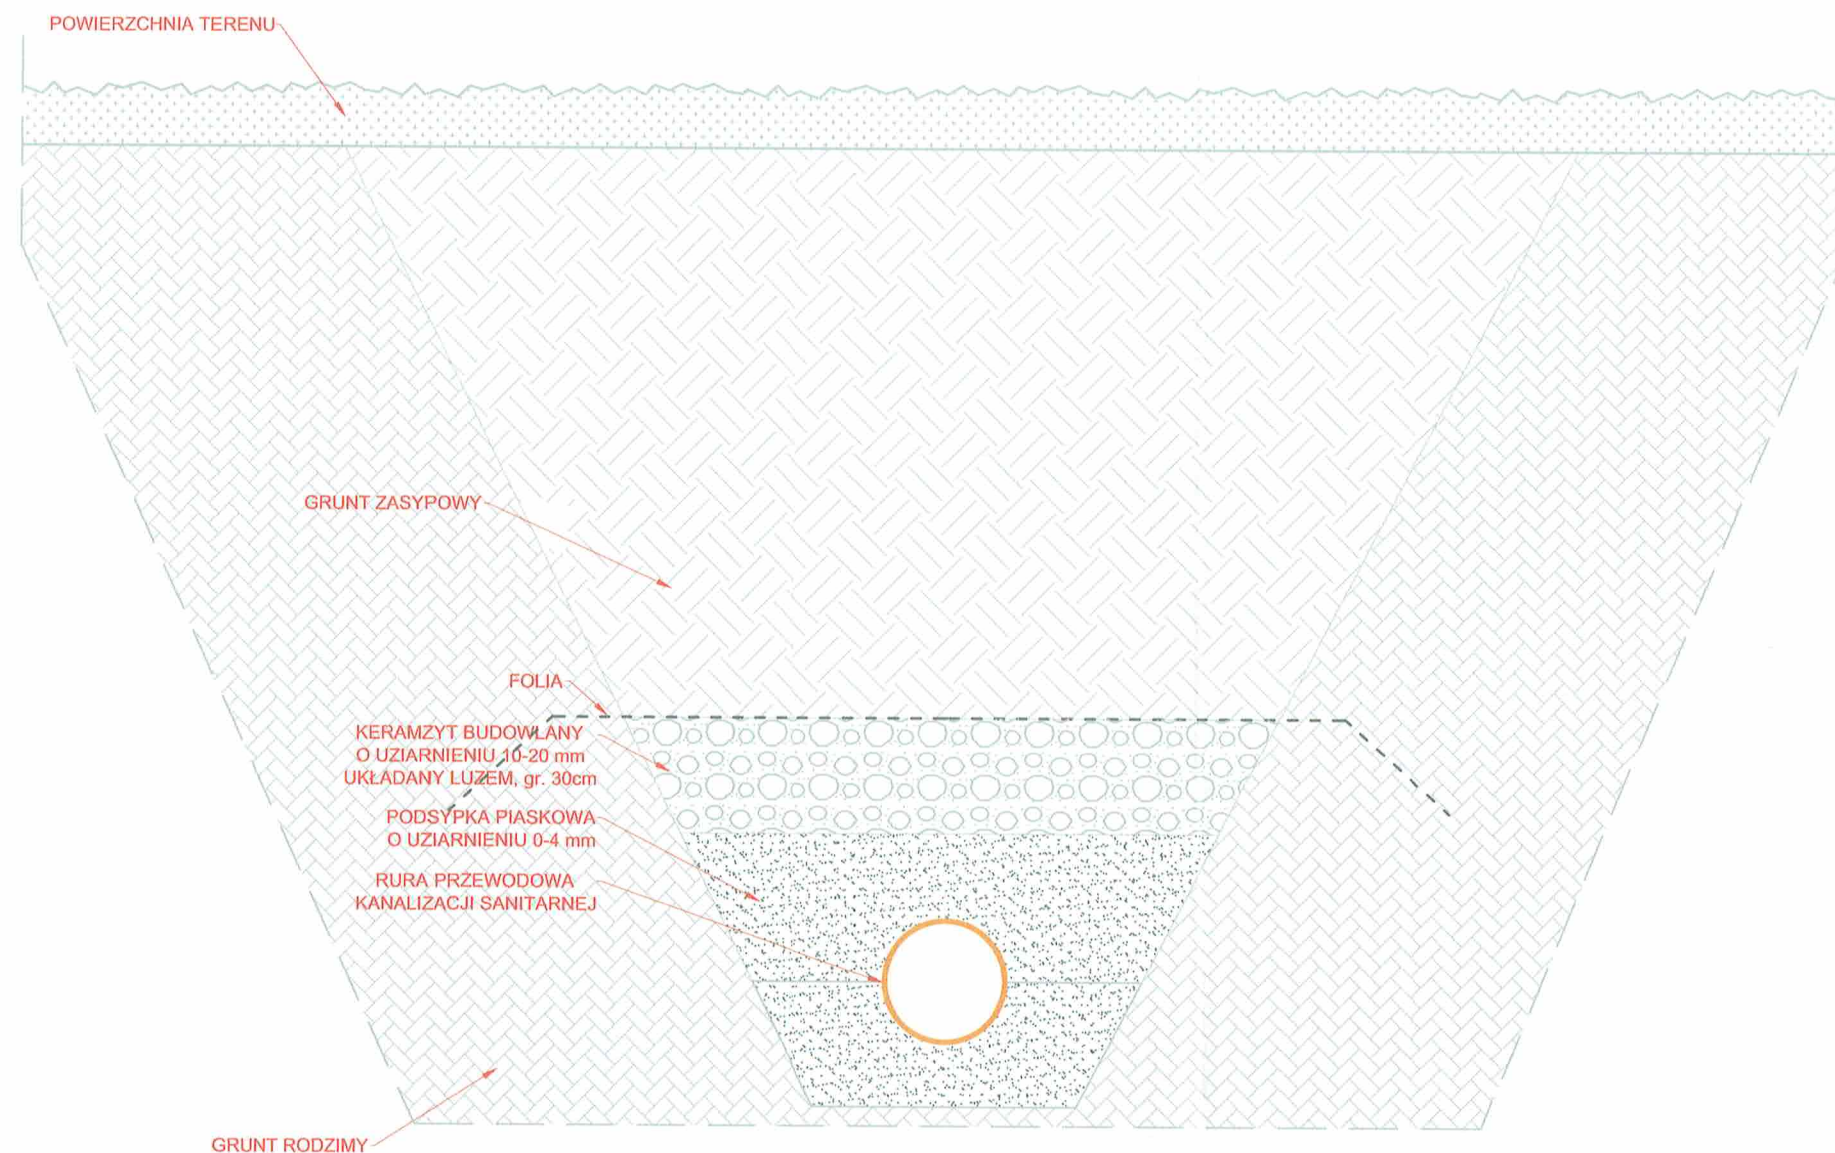 POWIERZCHNIA TERENU
GRUNT ZASYPOWY
FOLIA
KERAMZYT BUDOWLANY
O UZIARNIENIU 10-20 mm
UKŁADANY LUZEM, gr. 30cm
PODSYPKA PIASKOWA
O UZIARNIENIU 0-4 mm
RURA PRZEWODOWA
KANALIZACJI SANITARNEJ
GRUNT RODZIMY